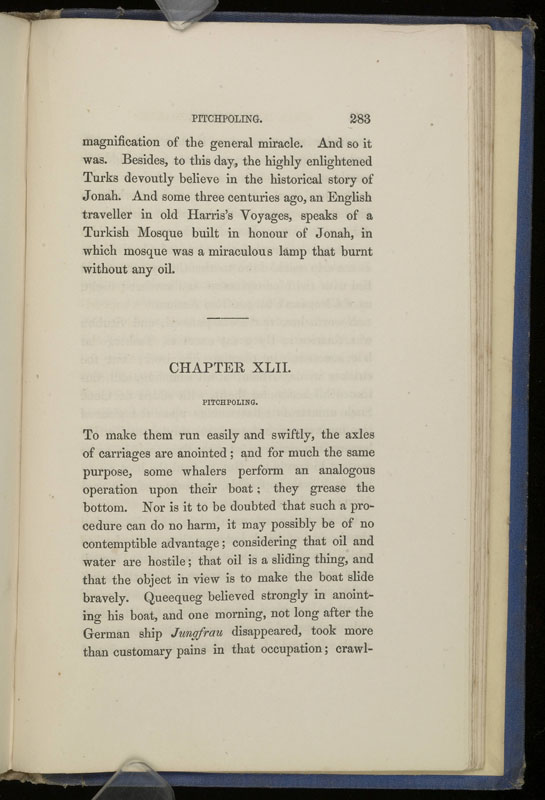 PITCHPOLING. 283
magnification of the general miracle. And so it
was. Besides, to this day, the highly enlightened
Turks devoutly believe in the historical story of
Jonah. And some three centuries ago, an English
traveller in old Harris's Voyages, speaks of a
Turkish Mosque built in honour of Jonah, in
which mosque was a miraculous lamp that burnt
without any oil.
CHAPTER XLII.
PITCHPOLING.
To make them run easily and swiftly, the axles
of carriages are anointed; and for much the same
purpose, some whalers perform an analogous
operation upon their boat; they grease the
bottom. Nor is it to be doubted that such a pro-
cedure can do no harm, it may possibly be of no
contemptible advantage; considering that oil and
water are hostile; that oil is a sliding thing, and
that the object in view is to make the boat slide
bravely. Queequeg believed strongly in anoint-
ing his boat, and one morning, not long after the
German ship Jungfrau disappeared, took more
than customary pains in that occupation; crawl-